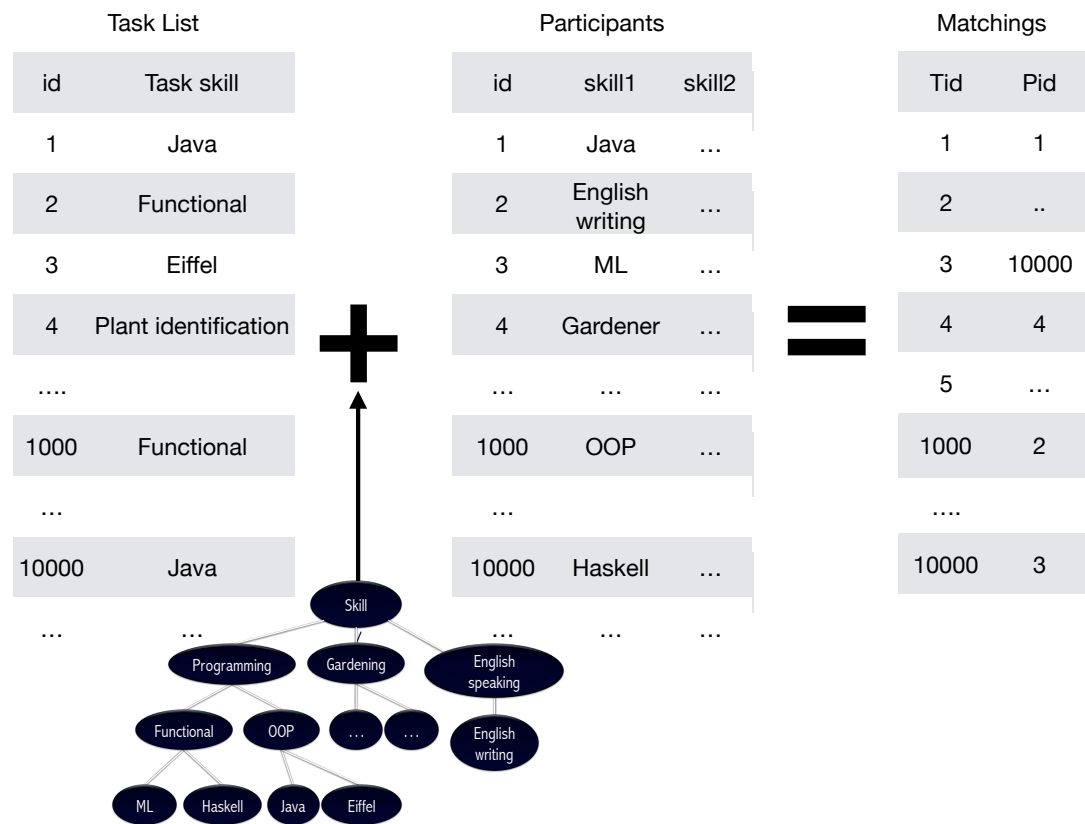 Task List Participants Matchings
id Task skill id skill1 skill2 Tid Pid
1 Java 1 Java … 1 1
2 Functional 2 English writing … 2 ..
3 Eiffel 3 ML … 3 10000
4 Plant identification 4 Gardener … 4 4
…. … … … 5 …
1000 Functional 1000 OOP … 1000 2
… … ….
10000 Java 10000 Haskell … 10000 3
… … … … …
Skill
Programming Gardening English speaking
Functional OOP … … English writing
ML Haskell Java Eiffel